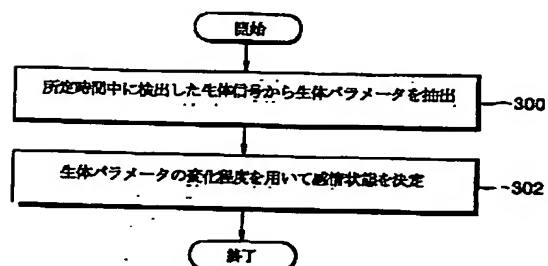 開始
所定時間中に検出した生体信号から生体パラメータを抽出
300
生体パラメータの変化程度を用いて感情状態を決定
302
終了